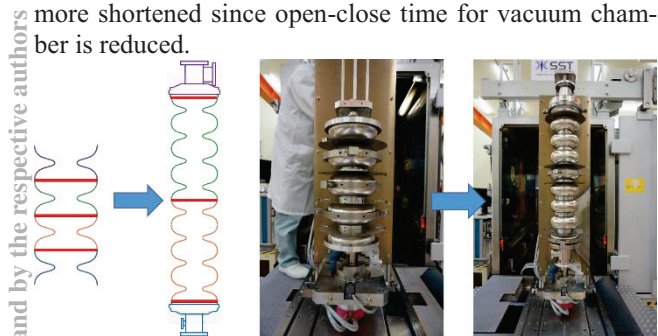 more shortened since open-close time for vacuum cham-
ber is reduced.
and by the respective authors
SST